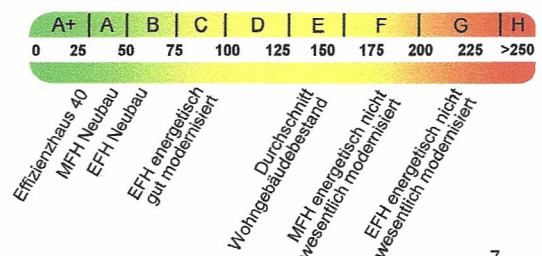 A+ A B C D E F G H
0 25 50 75 100 125 150 175 200 225 >250
Effizienzhaus 40
MFH Neubau
EFH Neubau
EFH energetisch
gut modernisiert
Durchschnitt
Wohngebäudebestand
MFH energetisch nicht
wesentlich modernisiert
EFH energetisch nicht
wesentlich modernisiert
7